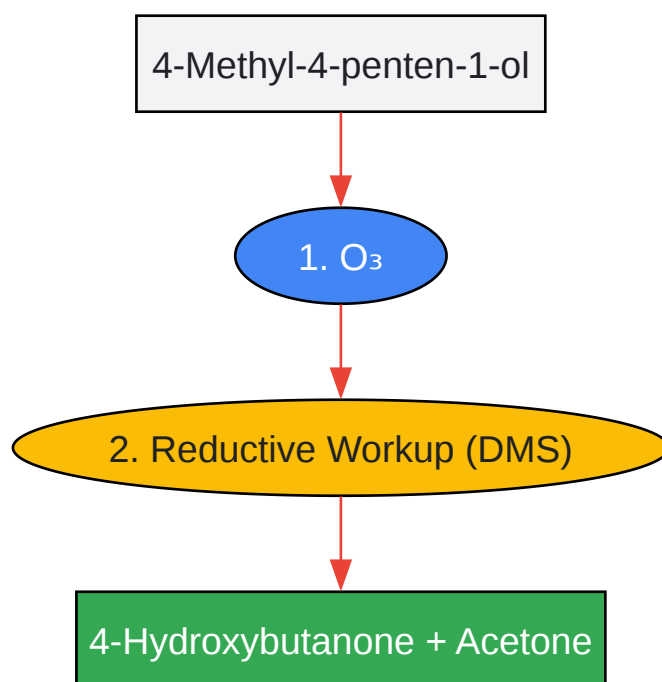 4-Methyl-4-penten-1-ol
1. O₃
2. Reductive Workup (DMS)
4-Hydroxybutanone + Acetone